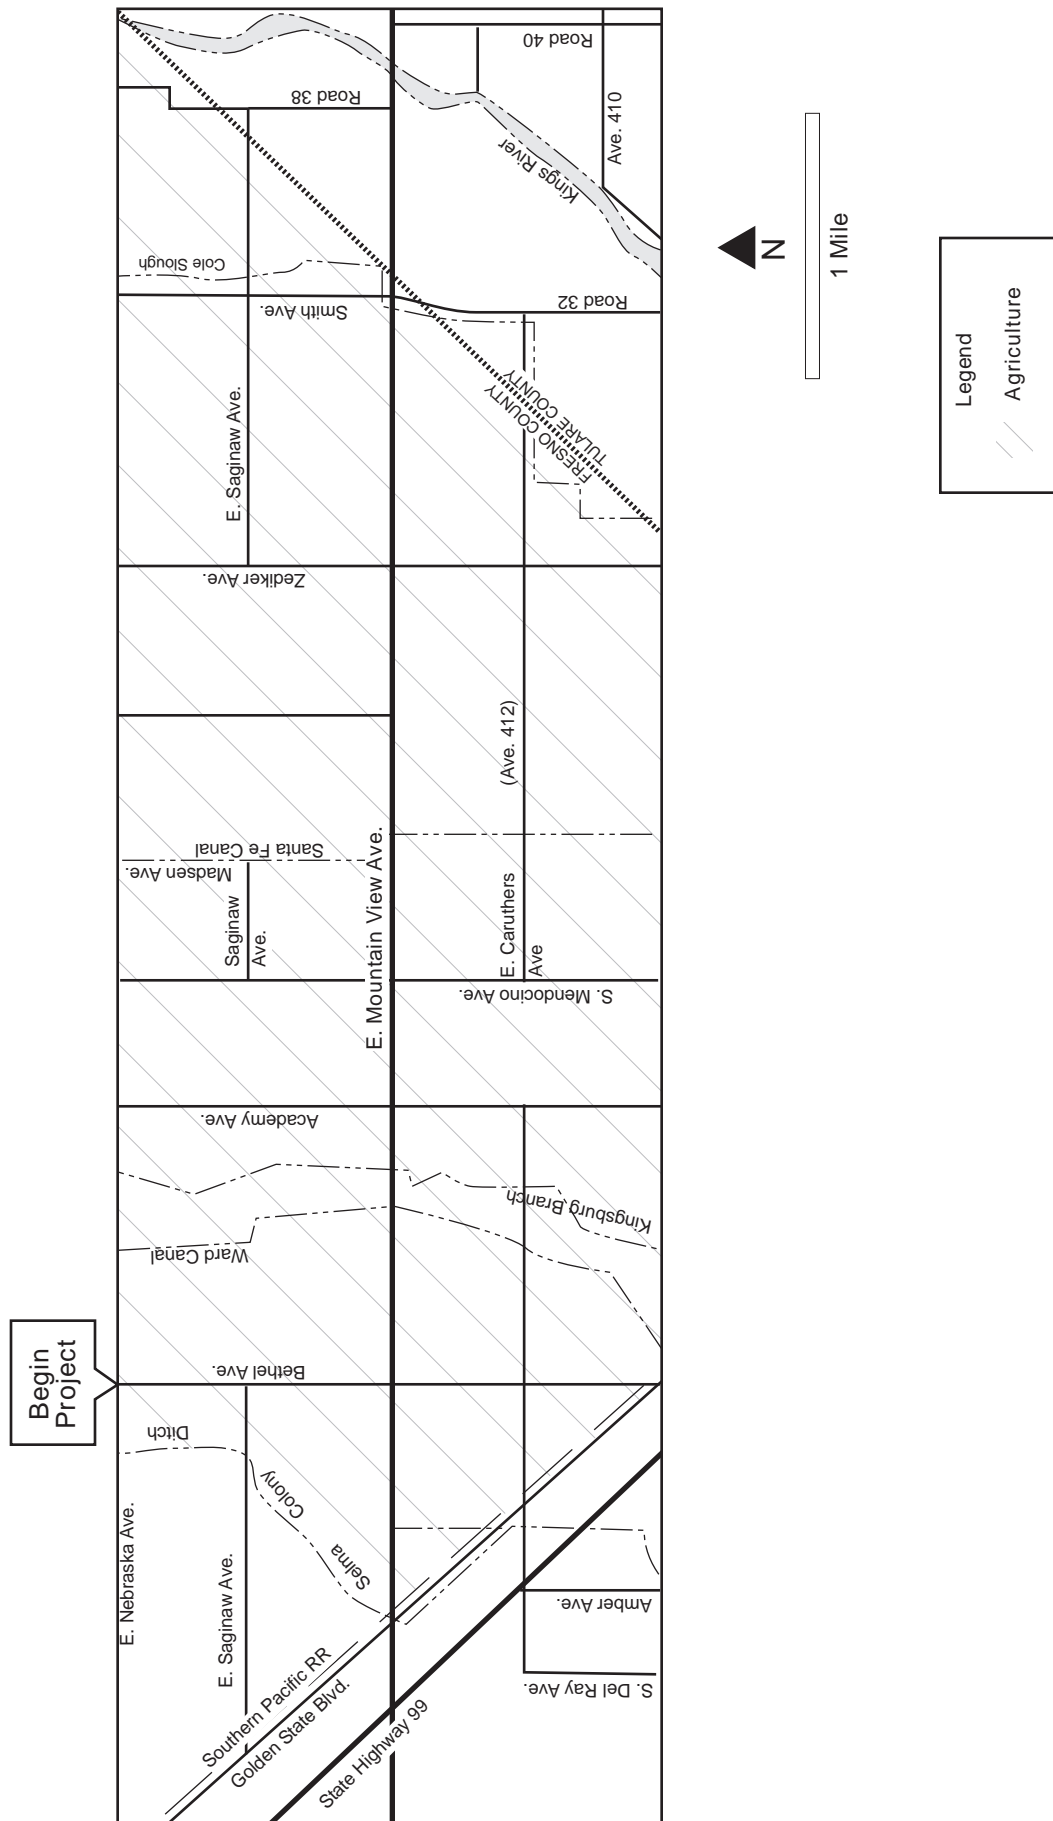 Begin
Project
E. Nebraska Ave.
E. Saginaw Ave.
Southern Pacific RR
Golden State Blvd.
State Highway 99
Selma
Colony
Ditch
S. Del Ray Ave.
Amber Ave.
Bethel Ave.
Ward Canal
Kingsburg Branch
Academy Ave.
E. Mountain View Ave.
S. Mendocino Ave.
Saginaw
Ave.
Madsen Ave.
Santa Fe Canal
E. Caruthers
Ave
(Ave. 412)
Zediker Ave.
E. Saginaw Ave.
FRESNO COUNTY
TULARE COUNTY
Smith Ave.
Cole Slough
Road 32
Road 38
Kings River
Ave. 410
Road 40
N
1 Mile
Legend
Agriculture